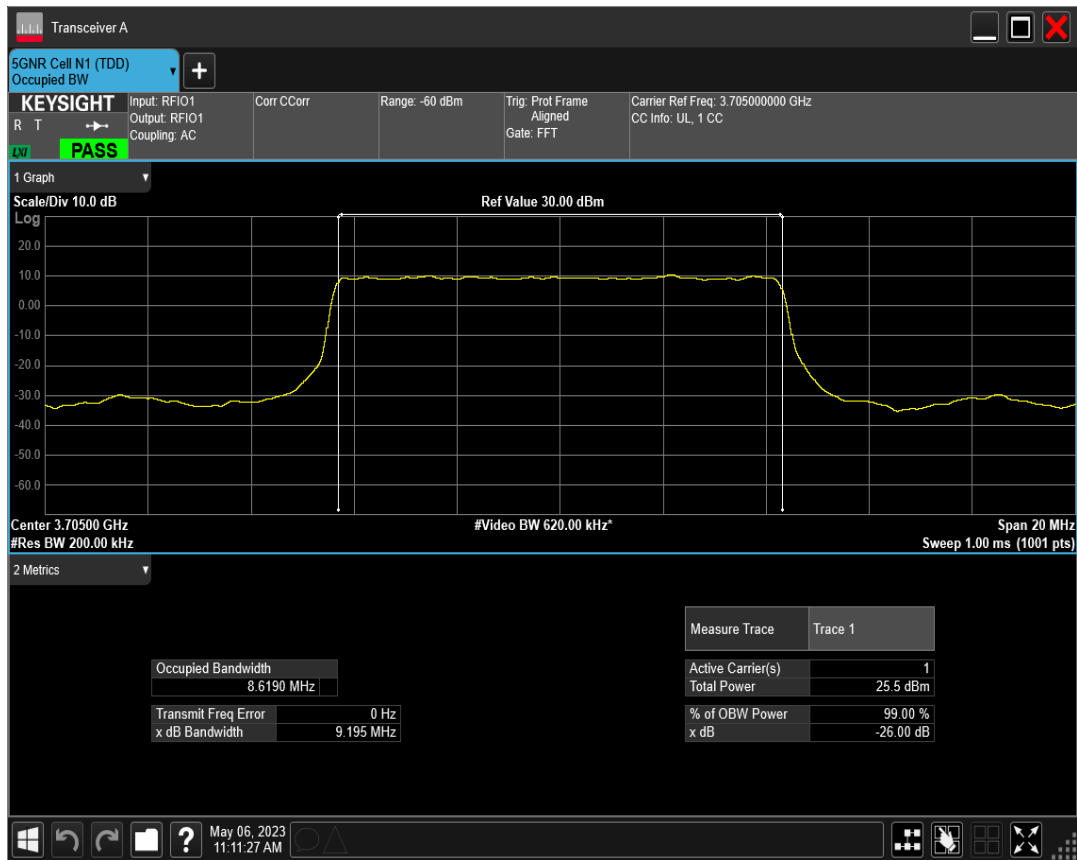 Transceiver A
5GNR Cell N1 (TDD)
Occupied BW
+
KEYSIGHT
R T
LXI
PASS
Input: RFIO1
Output: RFIO1
Coupling: AC
Corr CCorr
Range: -60 dBm
Trig: Prot Frame
Aligned
Gate: FFT
Carrier Ref Freq: 3.705000000 GHz
CC Info: UL, 1 CC
1 Graph
Scale/Div 10.0 dB
Ref Value 30.00 dBm
Log
20.0
10.0
0.00
-10.0
-20.0
-30.0
-40.0
-50.0
-60.0
Center 3.70500 GHz
#Video BW 620.00 kHz*
Span 20 MHz
#Res BW 200.00 kHz
Sweep 1.00 ms (1001 pts)
2 Metrics
Measure Trace Trace 1
Occupied Bandwidth
8.6190 MHz
Active Carrier(s) 1
Total Power 25.5 dBm
Transmit Freq Error 0 Hz
x dB Bandwidth 9.195 MHz
% of OBW Power 99.00 %
x dB -26.00 dB
?
May 06, 2023
11:11:27 AM